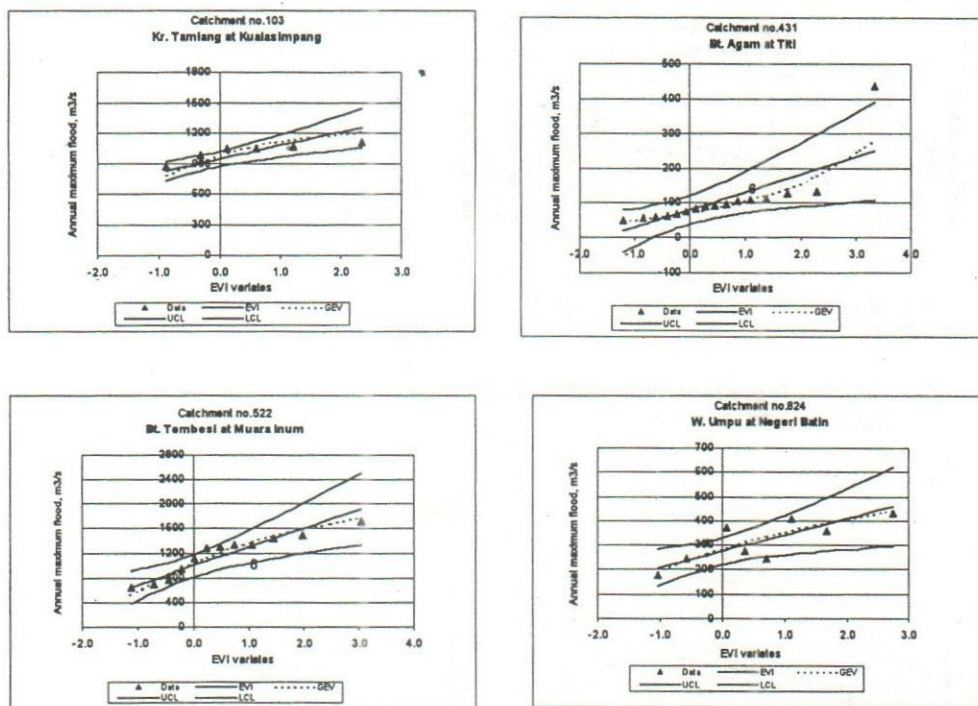 Catchment no.103
Kr. Tamiang at Kualasimpang
Annual maximum flood, m3/s
1800
1500
1200
900
600
300
0
-2.0 -1.0 0.0 1.0 2.0 3.0
EVI variates
Data EVI GEV
UCL LCL
Catchment no.431
Bt. Agam at Titi
Annual maximum flood, m3/s
500
400
300
200
100
0
-100
-2.0 -1.0 0.0 1.0 2.0 3.0 4.0
EVI variates
Data EVI GEV
UCL LCL
Catchment no.522
Bt. Tembesi at Muara Inum
Annual maximum flood, m3/s
2800
2400
2000
1600
1200
800
400
0
-2.0 -1.0 0.0 1.0 2.0 3.0 4.0
EVI variates
Data EVI GEV
UCL LCL
Catchment no.824
W. Umpu at Negeri Batin
Annual maximum flood, m3/s
700
600
500
400
300
200
100
0
-2.0 -1.0 0.0 1.0 2.0 3.0
EVI variates
Data EVI GEV
UCL LCL